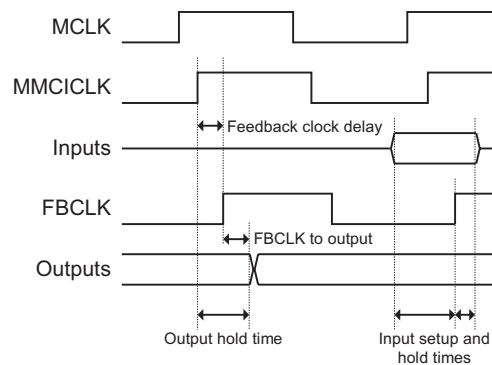 MCLK
MMCICLK
Feedback clock delay
Inputs
FBCLK
FBCLK to output
Outputs
Output hold time
Input setup and
hold times